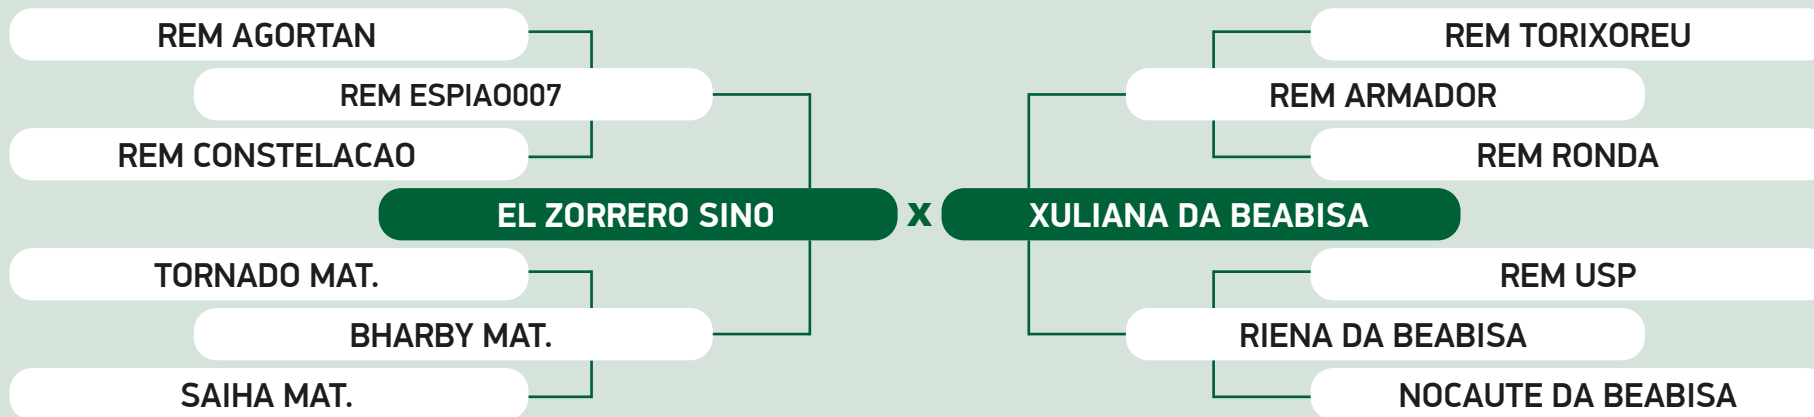 REM AGORTAN
REM TORIXOREU
REM ESPIAO007
REM ARMADOR
REM CONSTELACAO
REM RONDA
EL ZORRERO SINO X XULIANA DA BEABISA
TORNADO MAT.
REM USP
BHARBY MAT.
RIENA DA BEABISA
SAIHA MAT.
NOCAUTE DA BEABISA